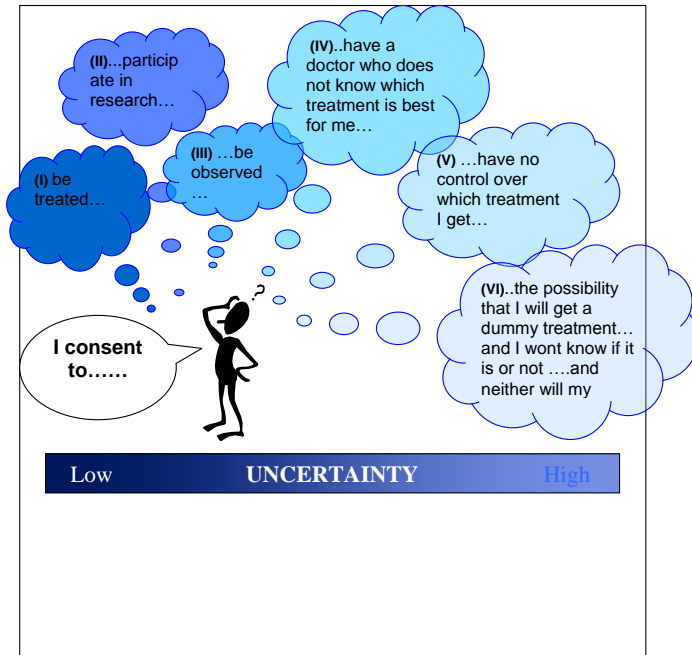 (I) be
treated…
(II)...particip
ate in
research…
(III) …be
observed
…
(IV)..have a
doctor who does
not know which
treatment is best
for me…
(V) …have no
control over
which treatment
I get…
(VI)..the possibility
that I will get a
dummy treatment…
and I wont know if it
is or not ….and
neither will my
?
I consent
to……
Low UNCERTAINTY High